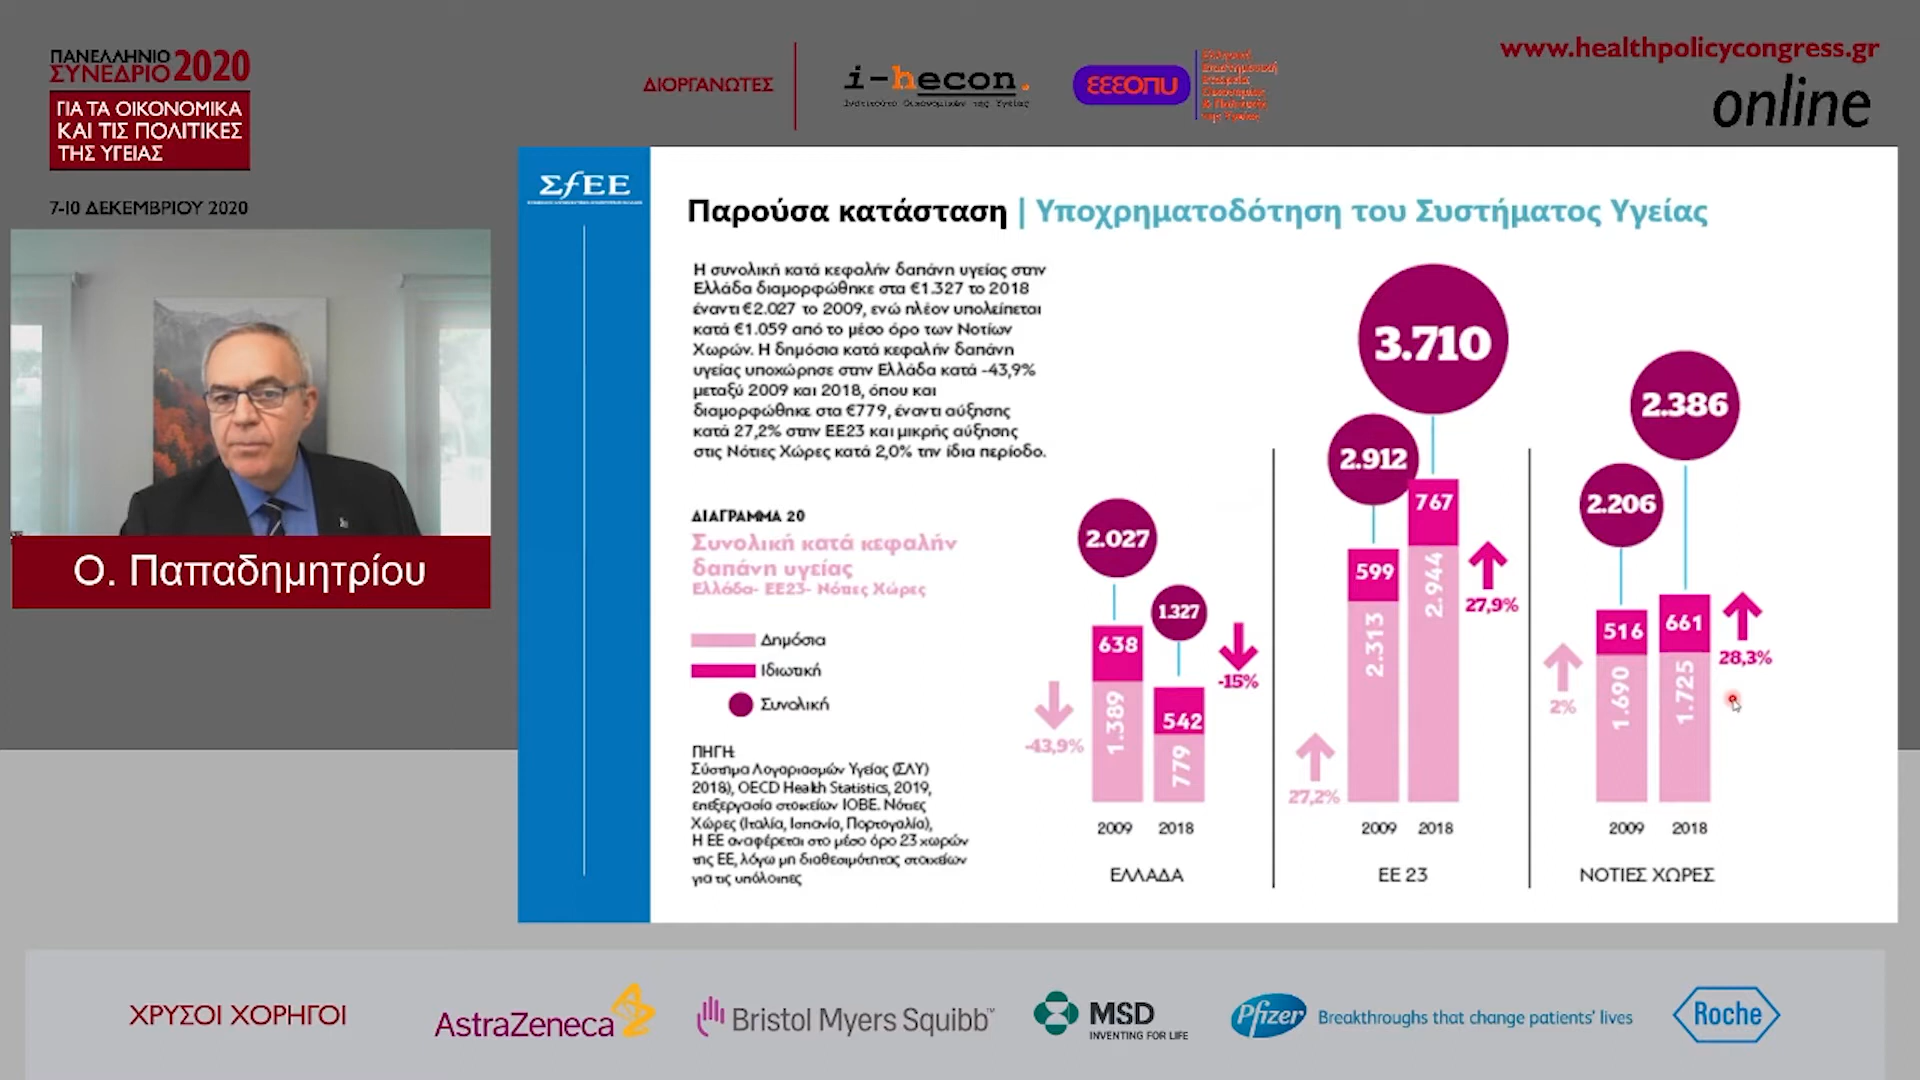 ΠΑΝΕΛΛΗΝΙΟ
ΣΥΝΕΔΡΙΟ 2020
ΓΙΑ ΤΑ ΟΙΚΟΝΟΜΙΚΑ
ΚΑΙ ΤΙΣ ΠΟΛΙΤΙΚΕΣ
ΤΗΣ ΥΓΕΙΑΣ
7-10 ΔΕΚΕΜΒΡΙΟΥ 2020
ΔΙΟΡΓΑΝΩΤΕΣ
i-hecon.
Ινστιτούτο Οικονομικών της Υγείας
ΕΕΕΟΠΥ
Ελληνική
Επιστημονική
Εταιρεία
Οικονομίας
& Πολιτικής
της Υγείας
www.healthpolicycongress.gr
online
Ο. Παπαδημητρίου
ΣfΕΕ
Παρούσα κατάσταση | Υποχρηματοδότηση του Συστήματος Υγείας
Η συνολική κατά κεφαλήν δαπάνη υγείας στην
Ελλάδα διαμορφώθηκε στα €1.327 το 2018
έναντι €2.027 το 2009, ενώ πλέον υπολείπεται
κατά €1.059 από το μέσο όρο των Νοτίων
Χωρών. Η δημόσια κατά κεφαλήν δαπάνη
υγείας υποχώρησε στην Ελλάδα κατά -43,9%
μεταξύ 2009 και 2018, όπου και
διαμορφώθηκε στα €779, έναντι αύξησης
κατά 27,2% στην ΕΕ23 και μικρής αύξησης
στις Νότιες Χώρες κατά 2,0% την ίδια περίοδο.
ΔΙΑΓΡΑΜΜΑ 20
Συνολική κατά κεφαλήν
δαπάνη υγείας
Ελλάδα- ΕΕ23- Νότιες Χώρες
Δημόσια
Ιδιωτική
Συνολική
ΠΗΓΗ:
Σύστημα Λογαριασμών Υγείας (ΣΛΥ)
2018), OECD Health Statistics, 2019,
επεξεργασία στοιχείων ΙΟΒΕ. Νότιες
Χώρες (Ιταλία, Ισπανία, Πορτογαλία),
Η ΕΕ αναφέρεται στο μέσο όρο 23 χωρών
της ΕΕ, λόγω μη διαθεσιμότητας στοιχείων
για τις υπόλοιπες
2.027
1.327
638
1.389
542
779
-43,9%
-15%
2009 2018
ΕΛΛΑΔΑ
3.710
2.912
767
2.944
599
2.313
27,2%
27,9%
2009 2018
ΕΕ 23
2.386
2.206
516
1.690
661
1.725
2%
28,3%
2009 2018
ΝΟΤΙΕΣ ΧΩΡΕΣ
ΧΡΥΣΟΙ ΧΟΡΗΓΟΙ
AstraZeneca
Bristol Myers Squibb™
MSD
INVENTING FOR LIFE
Pfizer
Breakthroughs that change patients' lives
Roche